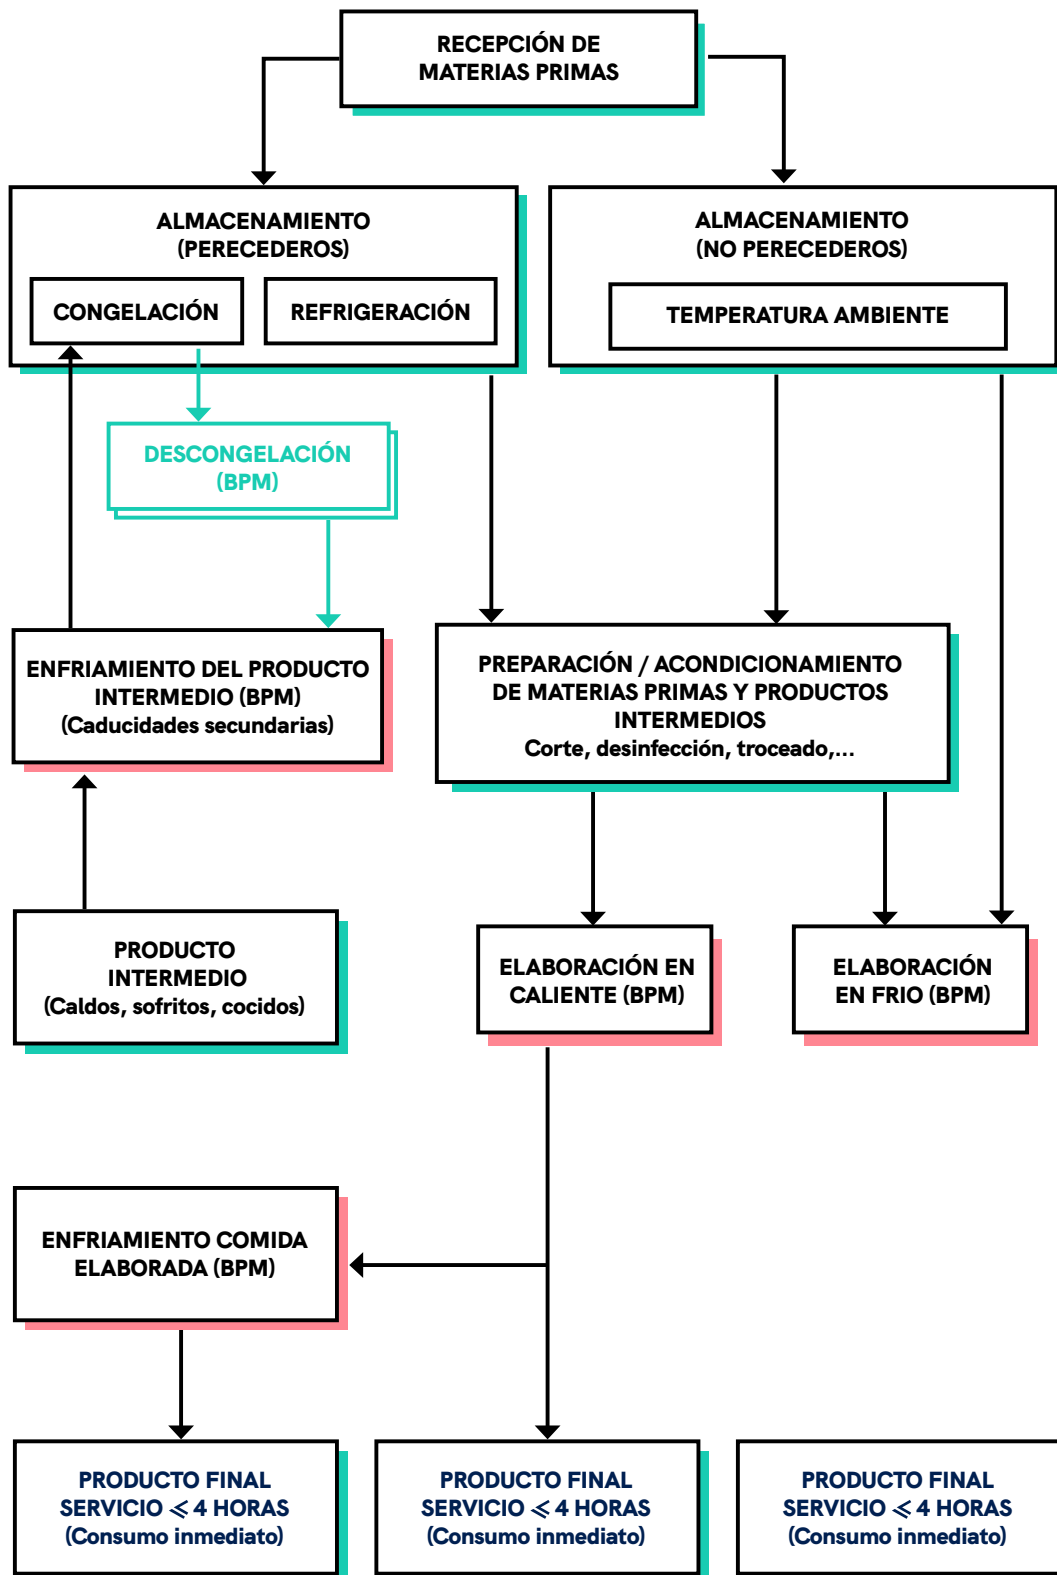 RECEPCIÓN DE
MATERIAS PRIMAS
ALMACENAMIENTO
(PERECEDEROS)
CONGELACIÓN
REFRIGERACIÓN
ALMACENAMIENTO
(NO PERECEDEROS)
TEMPERATURA AMBIENTE
DESCONGELACIÓN
(BPM)
ENFRIAMIENTO DEL PRODUCTO
INTERMEDIO (BPM)
(Caducidades secundarias)
PREPARACIÓN / ACONDICIONAMIENTO
DE MATERIAS PRIMAS Y PRODUCTOS
INTERMEDIOS
Corte, desinfección, troceado,...
PRODUCTO
INTERMEDIO
(Caldos, sofritos, cocidos)
ELABORACIÓN EN
CALIENTE (BPM)
ELABORACIÓN
EN FRIO (BPM)
ENFRIAMIENTO COMIDA
ELABORADA (BPM)
PRODUCTO FINAL
SERVICIO ⩽ 4 HORAS
(Consumo inmediato)
PRODUCTO FINAL
SERVICIO ⩽ 4 HORAS
(Consumo inmediato)
PRODUCTO FINAL
SERVICIO ⩽ 4 HORAS
(Consumo inmediato)